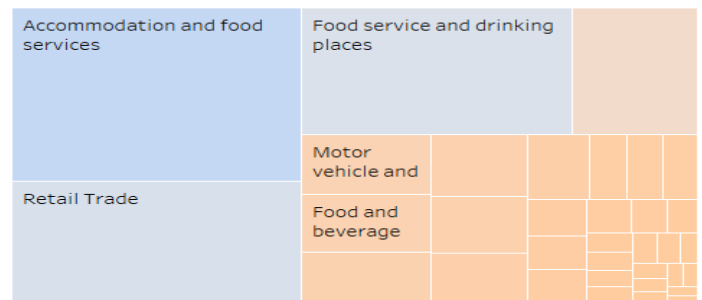 Accommodation and food
services
Food service and drinking
places
Motor
vehicle and
Retail Trade
Food and
beverage